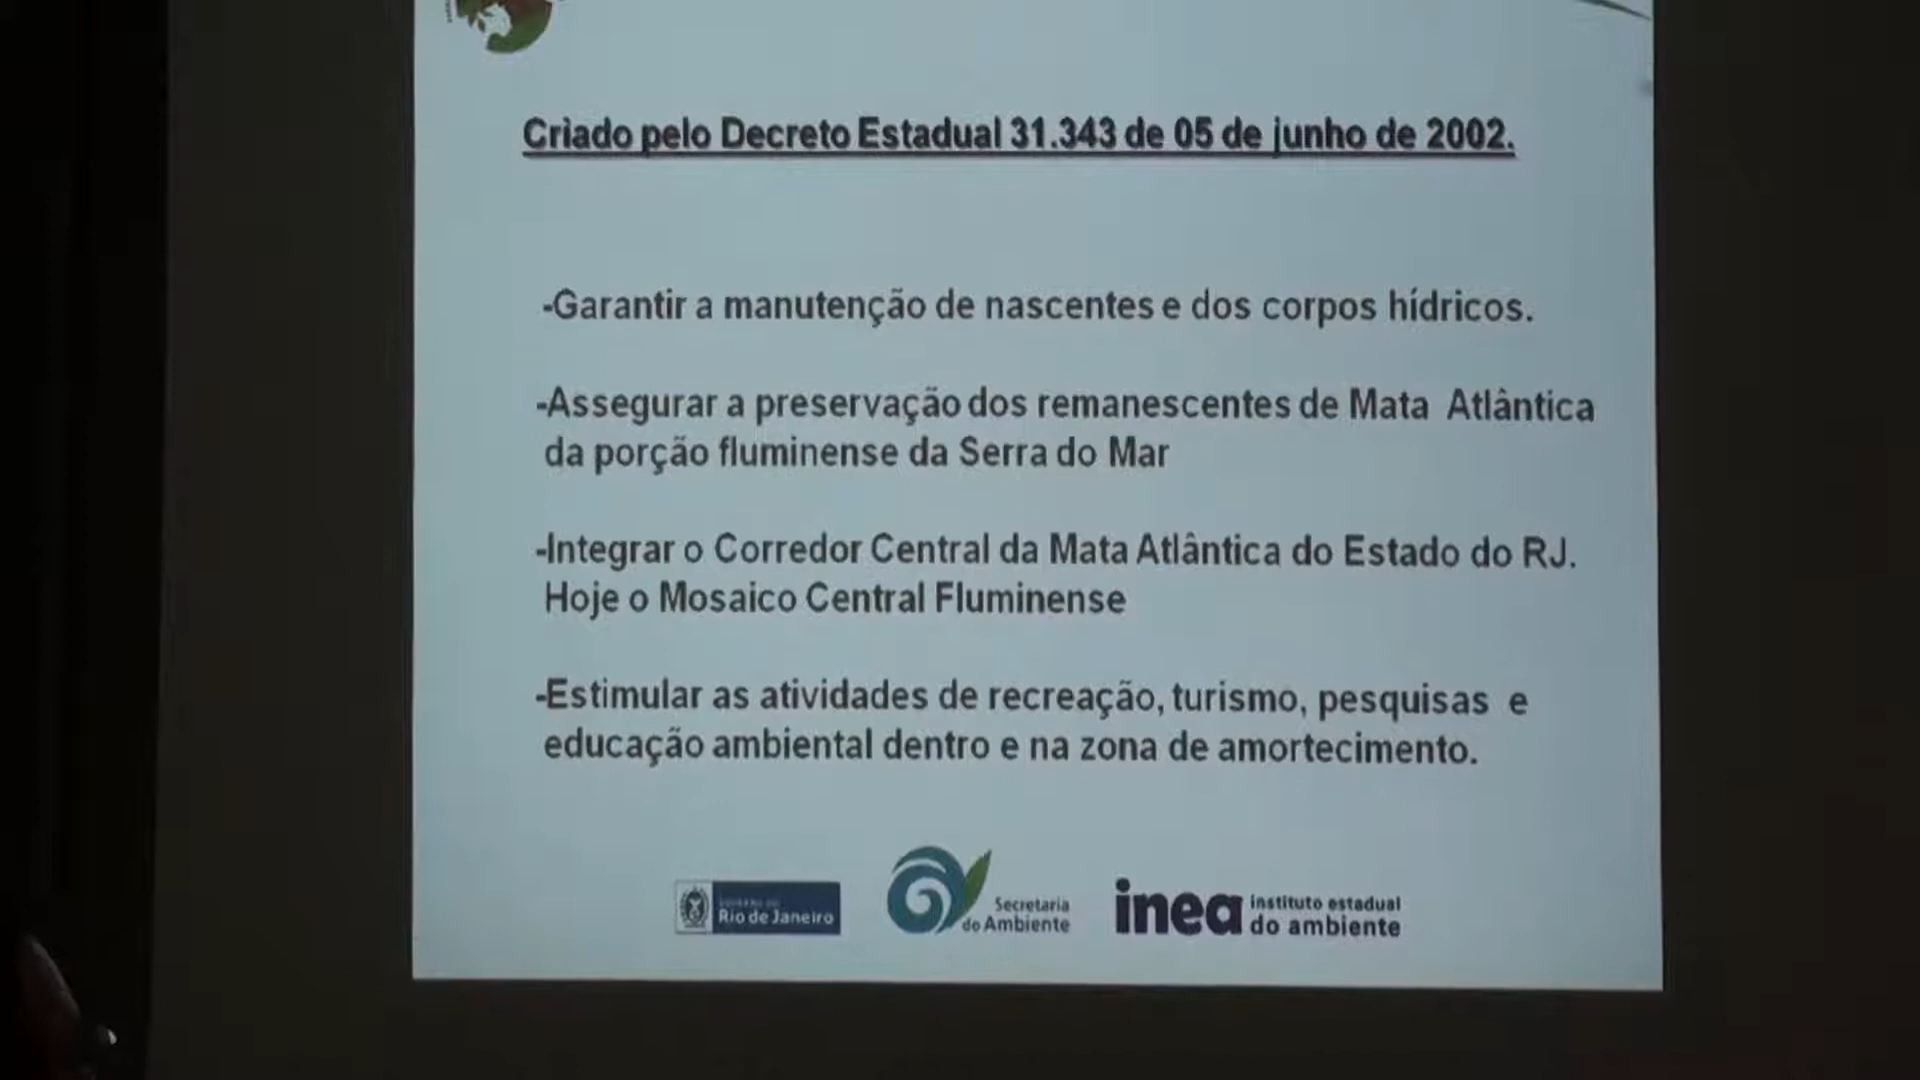 Criado pelo Decreto Estadual 31.343 de 05 de junho de 2002.
-Garantir a manutenção de nascentes e dos corpos hídricos.
-Assegurar a preservação dos remanescentes de Mata Atlântica
da porção fluminense da Serra do Mar
-Integrar o Corredor Central da Mata Atlântica do Estado do RJ.
Hoje o Mosaico Central Fluminense
-Estimular as atividades de recreação, turismo, pesquisas e
educação ambiental dentro e na zona de amortecimento.
GOVERNO DO
Rio de Janeiro
Secretaria
do Ambiente
inea instituto estadual
do ambiente